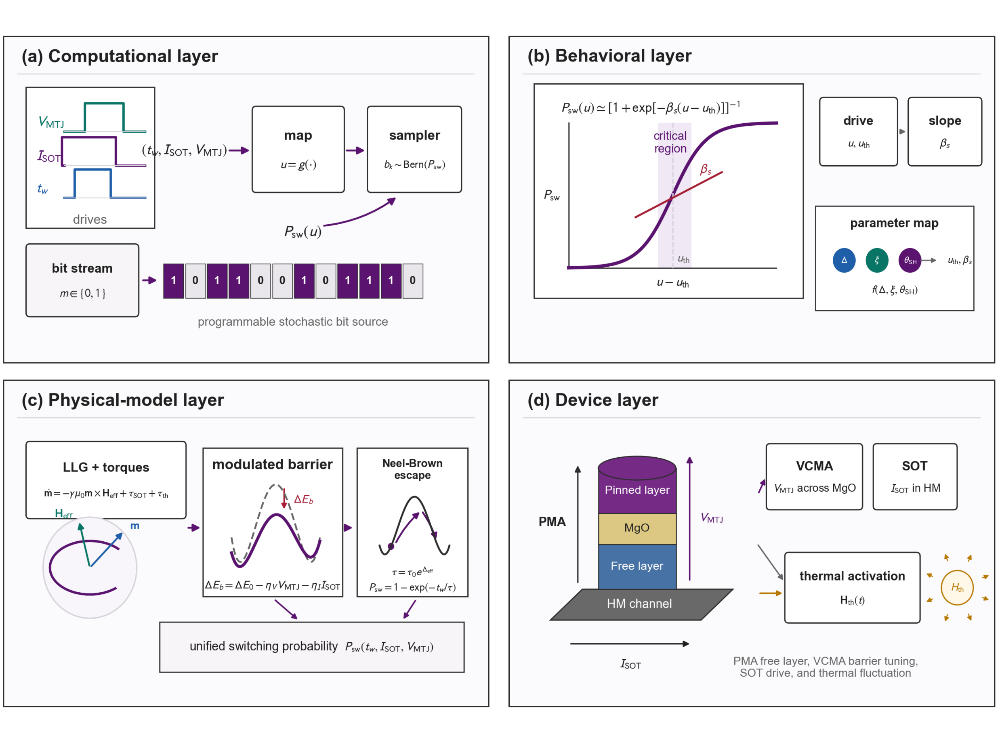 (a) Computational layer
V_MTJ
I_SOT
t_w
drives
(t_w, I_SOT, V_MTJ)
map
u = g(·)
sampler
b_k ~ Bern(P_sw)
P_sw(u)
bit stream
m ∈ {0, 1}
1 0 1 1 0 0 1 0 1 1 1 0
programmable stochastic bit source
(b) Behavioral layer
P_sw(u) ≃ [1 + exp[−β_s(u − u_th)]]^−1
critical
region
β_s
P_sw
u_th
u − u_th
drive
u, u_th
slope
β_s
parameter map
Δ ξ θ_SH u_th, β_s
f(Δ, ξ, θ_SH)
(c) Physical-model layer
LLG + torques
ṁ = −γμ_0 m × H_eff + τ_SOT + τ_th
H_eff
m
modulated barrier
ΔE_b
ΔE_b = ΔE_0 − η_V V_MTJ − η_I I_SOT
Neel-Brown
escape
τ = τ_0 e^Δ_eff
P_sw = 1 − exp(−t_w/τ)
unified switching probability P_sw(t_w, I_SOT, V_MTJ)
(d) Device layer
PMA
Pinned layer
MgO
Free layer
HM channel
V_MTJ
I_SOT
VCMA
V_MTJ across MgO
SOT
I_SOT in HM
thermal activation
H_th(t)
H_th
PMA free layer, VCMA barrier tuning,
SOT drive, and thermal fluctuation